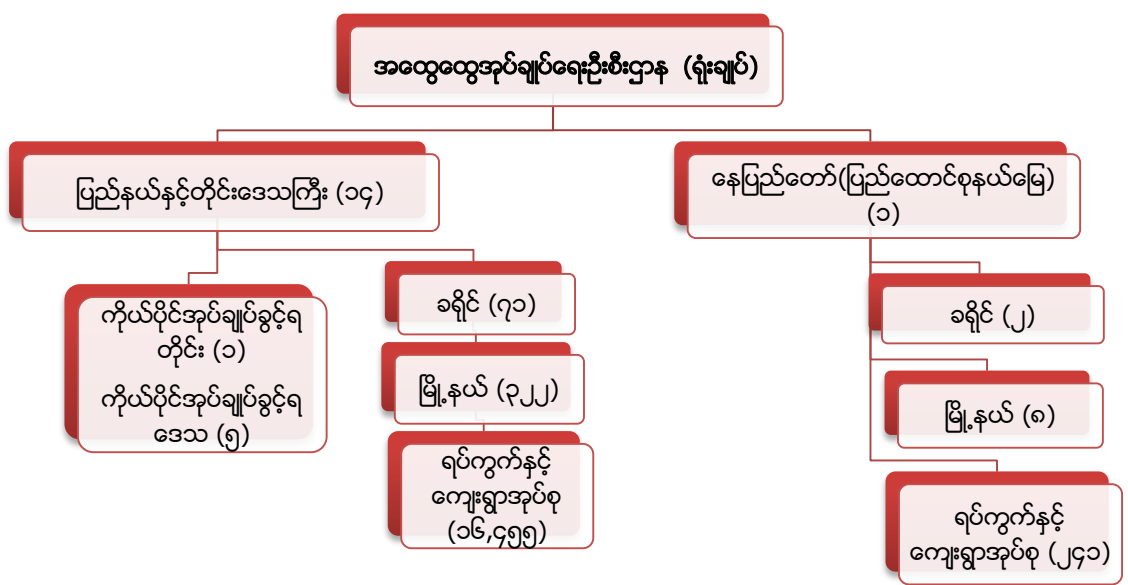 အထွေထွေအုပ်ချုပ်ရေးဦးစီးဌာန (ရုံးချုပ်)
ပြည်နယ်နှင့်တိုင်းဒေသကြီး (၁၄)
ကိုယ်ပိုင်အုပ်ချုပ်ခွင့်ရ
တိုင်း (၁)
ကိုယ်ပိုင်အုပ်ချုပ်ခွင့်ရ
ဒေသ (၅)
ခရိုင် (၇၁)
မြို့နယ် (၃၂၂)
ရပ်ကွက်နှင့်
ကျေးရွာအုပ်စု
(၁၆,၄၅၅)
နေပြည်တော်(ပြည်ထောင်စုနယ်မြေ)
(၁)
ခရိုင် (၂)
မြို့နယ် (၈)
ရပ်ကွက်နှင့်
ကျေးရွာအုပ်စု (၂၄၁)